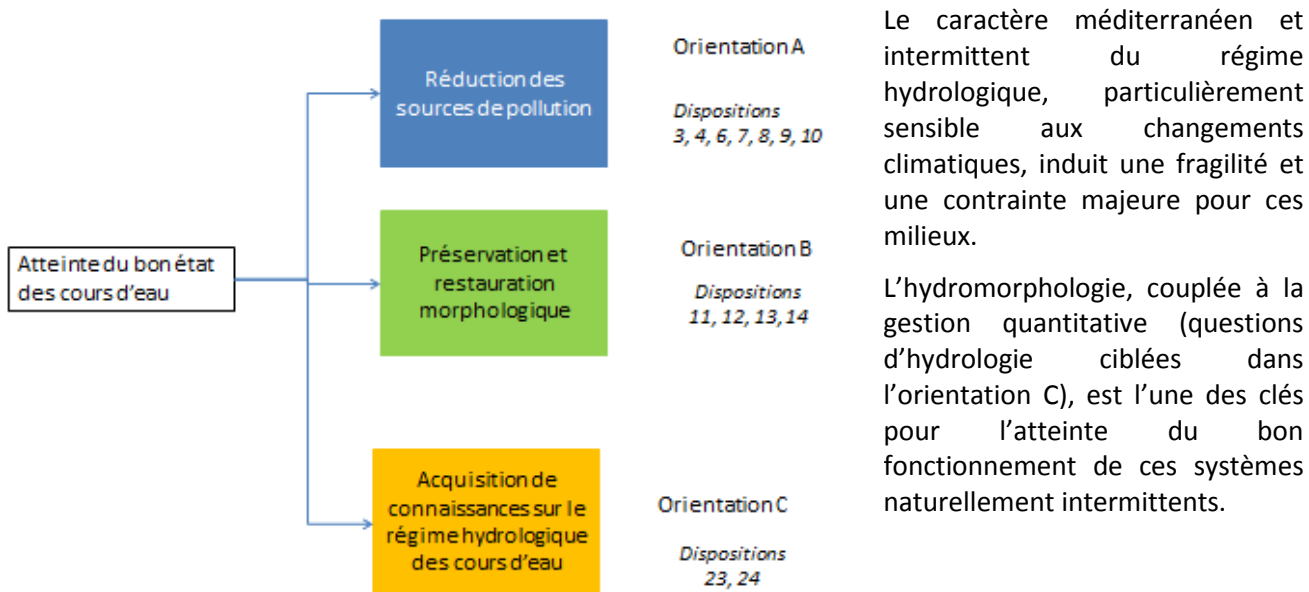 Atteinte du bon état
des cours d'eau
Réduction des
sources de pollution
Orientation A
Dispositions
3, 4, 6, 7, 8, 9, 10
Préservation et
restauration
morphologique
Orientation B
Dispositions
11, 12, 13, 14
Acquisition de
connaissances sur le
régime hydrologique
des cours d'eau
Orientation C
Dispositions
23, 24
Le caractère méditerranéen et
intermittent du régime
hydrologique, particulièrement
sensible aux changements
climatiques, induit une fragilité et
une contrainte majeure pour ces
milieux.
L’hydromorphologie, couplée à la
gestion quantitative (questions
d’hydrologie ciblées dans
l’orientation C), est l’une des clés
pour l’atteinte du bon
fonctionnement de ces systèmes
naturellement intermittents.